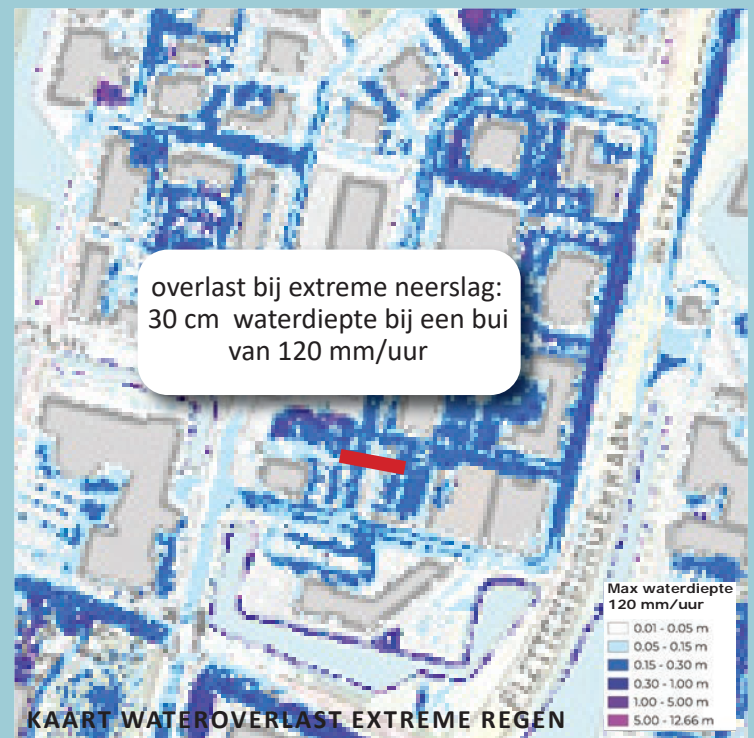 overlast bij extreme neerslag:
30 cm waterdiepte bij een bui
van 120 mm/uur
Max waterdiepte
120 mm/uur
0.01 - 0.05 m
0.05 - 0.15 m
0.15 - 0.30 m
0.30 - 1.00 m
1.00 - 5.00 m
5.00 - 12.66 m
KAART WATEROVERLAST EXTREME REGEN